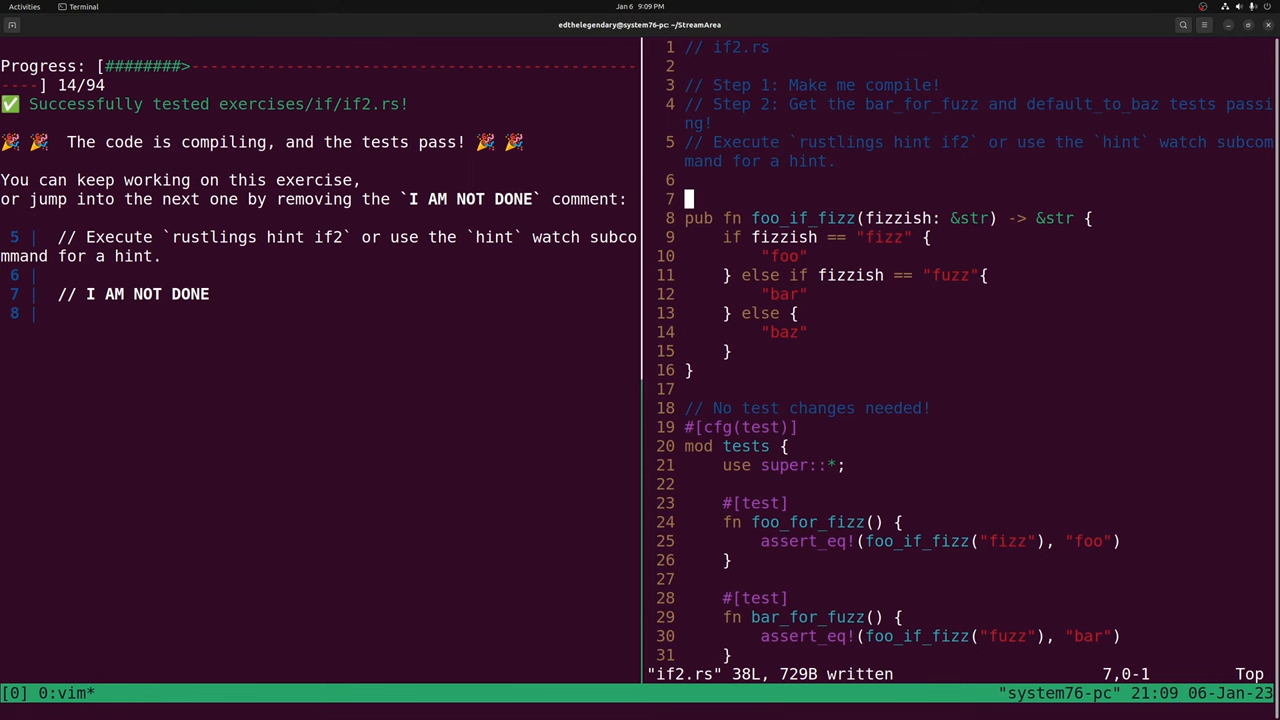 Activities
Terminal
Jan 6 9:09 PM
edthelegendary@system76-pc: ~/StreamArea
Progress: [########>-----------------------------------------------
----] 14/94
✅ Successfully tested exercises/if/if2.rs!
🎉 🎉 The code is compiling, and the tests pass! 🎉 🎉
You can keep working on this exercise,
or jump into the next one by removing the `I AM NOT DONE` comment:
5 | // Execute `rustlings hint if2` or use the `hint` watch subco
mmand for a hint.
6 |
7 | // I AM NOT DONE
8 |
1 // if2.rs
2
3 // Step 1: Make me compile!
4 // Step 2: Get the bar_for_fuzz and default_to_baz tests passi
ng!
5 // Execute `rustlings hint if2` or use the `hint` watch subcom
mand for a hint.
6
7
8 pub fn foo_if_fizz(fizzish: &str) -> &str {
9     if fizzish == "fizz" {
10         "foo"
11     } else if fizzish == "fuzz"{
12         "bar"
13     } else {
14         "baz"
15     }
16 }
17
18 // No test changes needed!
19 #[cfg(test)]
20 mod tests {
21     use super::*;
22
23     #[test]
24     fn foo_for_fizz() {
25         assert_eq!(foo_if_fizz("fizz"), "foo")
26     }
27
28     #[test]
29     fn bar_for_fuzz() {
30         assert_eq!(foo_if_fizz("fuzz"), "bar")
31     }
"if2.rs" 38L, 729B written 7,0-1 Top
[0] 0:vim* "system76-pc" 21:09 06-Jan-23